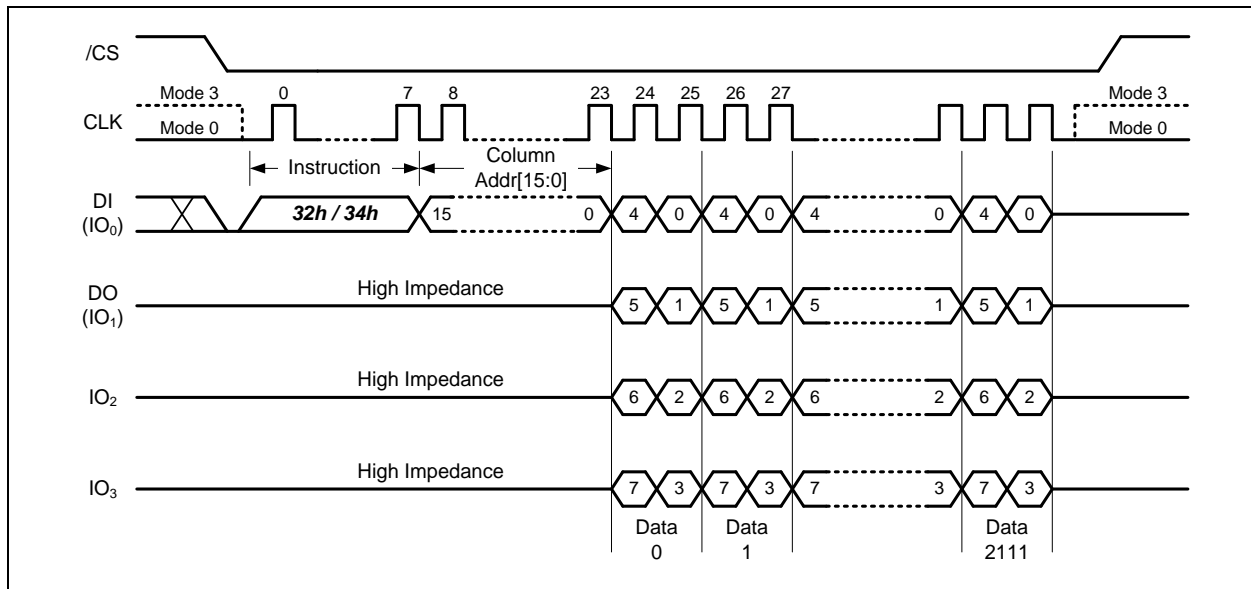 /CS
Mode 3 0 7 8 23 24 25 26 27 Mode 3
CLK
Mode 0 Mode 0
Instruction Column
Addr[15:0]
DI
(IO₀)
32h / 34h 15 0 4 0 4 0 4 0 4 0
DO
(IO₁)
High Impedance 5 1 5 1 5 1 5 1
IO₂ High Impedance 6 2 6 2 6 2 6 2
IO₃ High Impedance 7 3 7 3 7 3 7 3
Data Data Data
0 1 2111